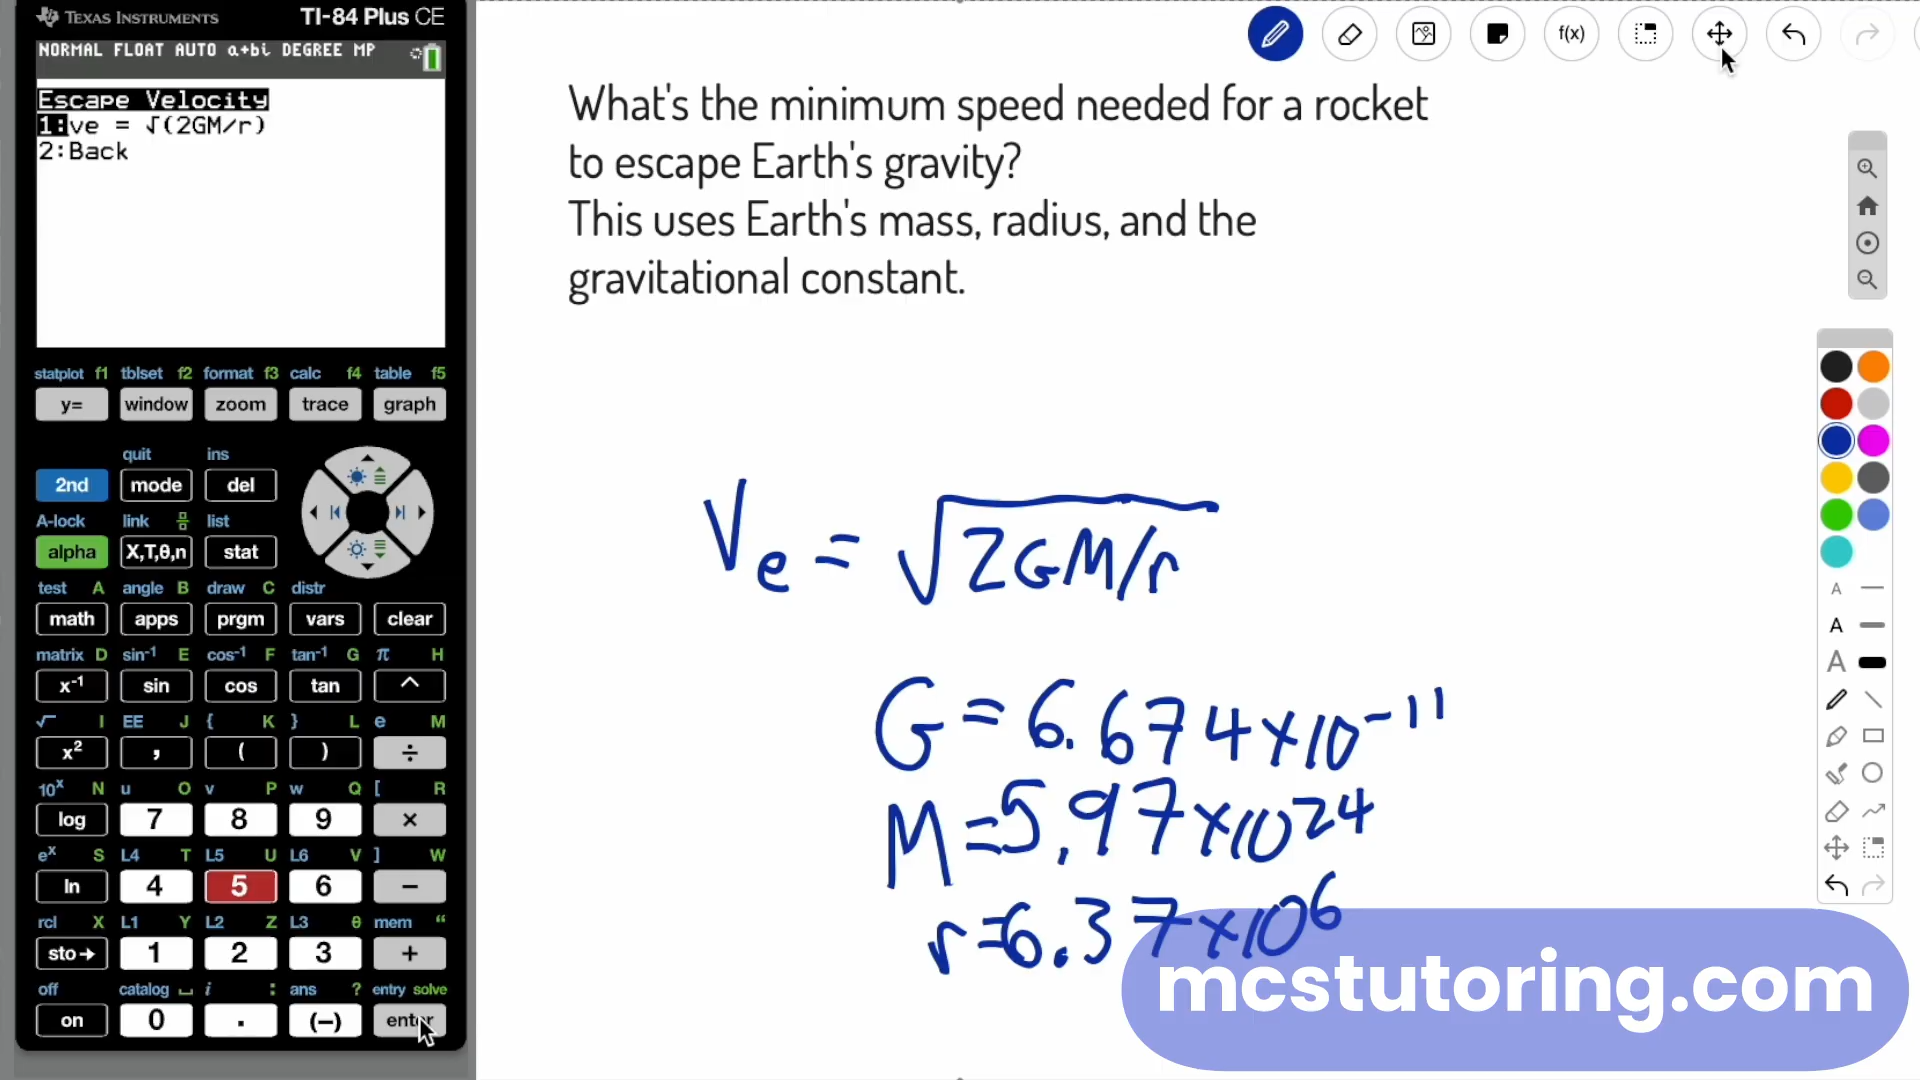 TEXAS INSTRUMENTS TI-84 Plus CE
NORMAL FLOAT AUTO a+bi DEGREE MP
Escape Velocity
1:ve = √(2GM/r)
2:Back
statplot f1 tblset f2 format f3 calc f4 table f5
y= window zoom trace graph
quit ins
2nd mode del
A-lock link list
alpha X,T,θ,n stat
test A angle B draw C distr
math apps prgm vars clear
matrix D sin⁻¹ E cos⁻¹ F tan⁻¹ G π H
x⁻¹ sin cos tan ^
√ I EE J { K } L e M
x² , ( ) ÷
10ˣ N u O v P w Q [ R
log 7 8 9 ×
eˣ S L4 T L5 U L6 V ] W
ln 4 5 6 −
rcl X L1 Y L2 Z L3 θ mem “
sto→ 1 2 3 +
off catalog ⎵ i : ans ? entry solve
on 0 . (−) enter
f(x)
What's the minimum speed needed for a rocket
to escape Earth's gravity?
This uses Earth's mass, radius, and the
gravitational constant.
Ve = √2GM/r
G = 6.674×10⁻¹¹
M=5.97×10²⁴
r=6.37×10⁶
A
A
A
mcstutoring.com